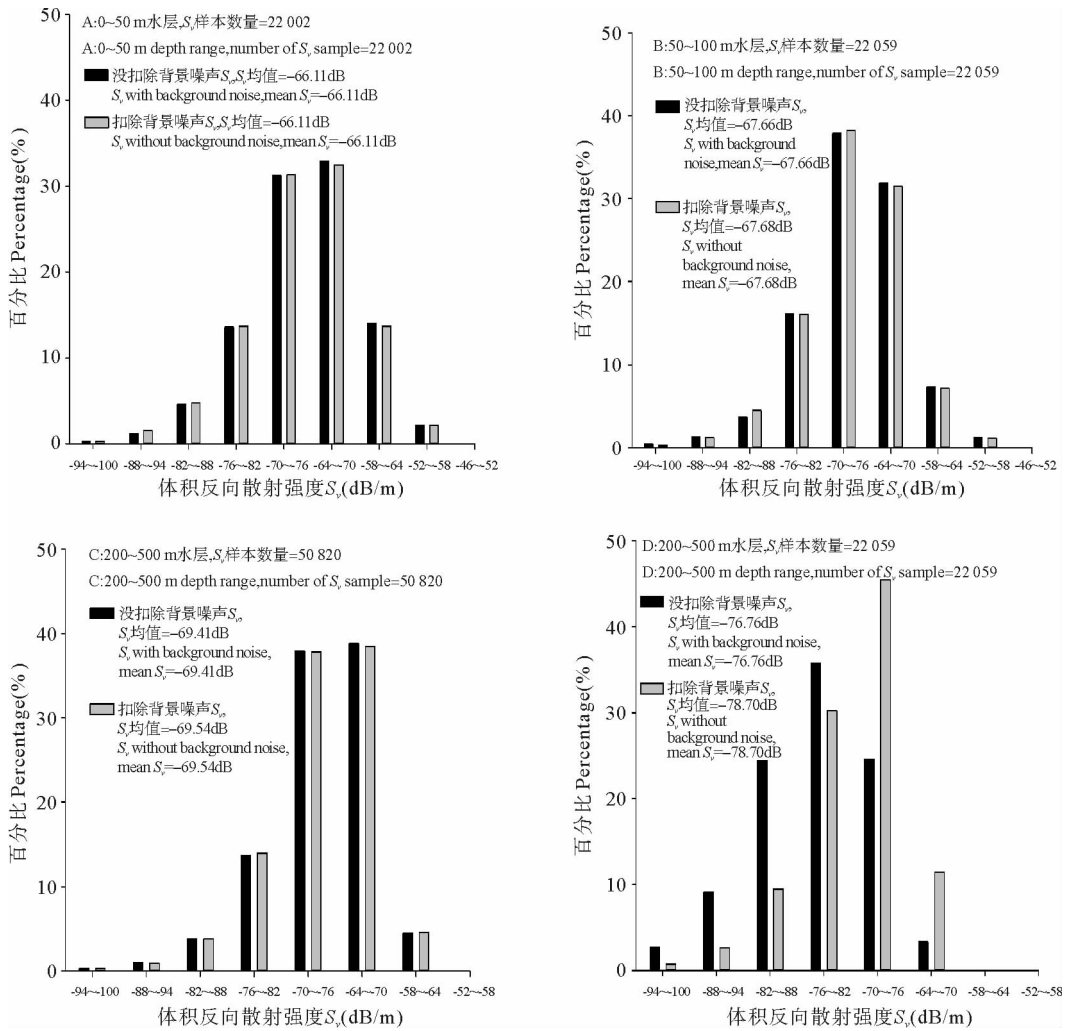 50
40
30
20
10
0
百分比 Percentage(%)
A:0~50 m水层,Sv样本数量=22 002
A:0~50 m depth range,number of Sv sample=22 002
没扣除背景噪声Sv,Sv均值=–66.11dB
Sv with background noise,mean Sv=–66.11dB
扣除背景噪声Sv,Sv均值=–66.11dB
Sv without background noise,mean Sv=–66.11dB
-94~-100 -88~-94 -82~-88 -76~-82 -70~-76 -64~-70 -58~-64 -52~-58 -46~-52
体积反向散射强度Sv(dB/m)
50
40
30
20
10
0
百分比 Percentage(%)
B:50~100 m水层,Sv样本数量=22 059
B:50~100 m depth range,number of Sv sample=22 059
没扣除背景噪声Sv,
Sv均值=–67.66dB
Sv with background
noise,mean Sv=–67.66dB
扣除背景噪声Sv,
Sv均值=–67.68dB
Sv without
background noise,
mean Sv=–67.68dB
-94~-100 -88~-94 -82~-88 -76~-82 -70~-76 -64~-70 -58~-64 -52~-58 -46~-52
体积反向散射强度Sv(dB/m)
50
40
30
20
10
0
百分比 Percentage(%)
C:200~500 m水层,Sv样本数量=50 820
C:200~500 m depth range,number of Sv sample=50 820
没扣除背景噪声Sv,
Sv均值=–69.41dB
Sv with background noise,
mean Sv=–69.41dB
扣除背景噪声Sv,
Sv均值=–69.54dB
Sv without background noise,
mean Sv=–69.54dB
-94~-100 -88~-94 -82~-88 -76~-82 -70~-76 -64~-70 -58~-64 -52~-58
体积反向散射强度Sv(dB/m)
50
40
30
20
10
0
百分比 Percentage(%)
D:200~500 m水层,Sv样本数量=22 059
D:200~500 m depth range,number of Sv sample=22 059
没扣除背景噪声Sv,
Sv均值=–76.76dB
Sv with background noise,
mean Sv=–76.76dB
扣除背景噪声Sv,
Sv均值=–78.70dB
Sv without
background noise,
mean Sv=–78.70dB
-94~-100 -88~-94 -82~-88 -76~-82 -70~-76 -64~-70 -58~-64 -52~-58
体积反向散射强度Sv(dB/m)